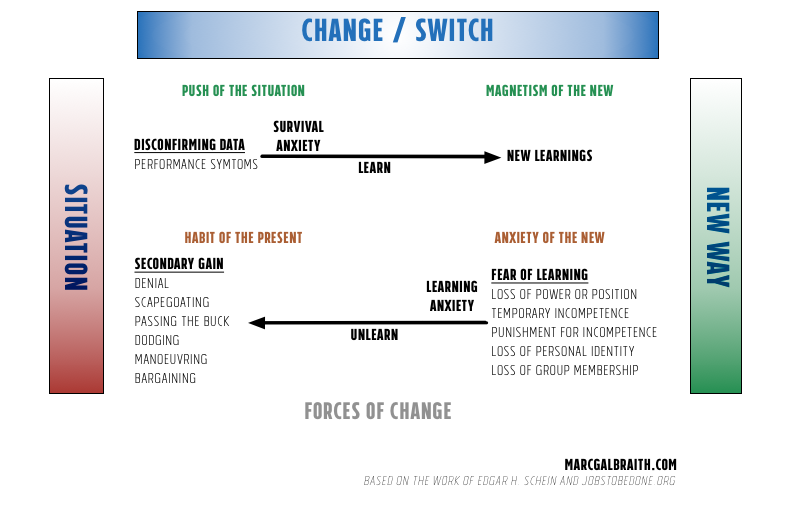 CHANGE / SWITCH
PUSH OF THE SITUATION
MAGNETISM OF THE NEW
SURVIVAL
ANXIETY
DISCONFIRMING DATA
PERFORMANCE SYMTOMS
LEARN
NEW LEARNINGS
SITUATION
NEW WAY
HABIT OF THE PRESENT
ANXIETY OF THE NEW
SECONDARY GAIN
DENIAL
SCAPEGOATING
PASSING THE BUCK
DODGING
MANOEUVRING
BARGAINING
LEARNING
ANXIETY
UNLEARN
FEAR OF LEARNING
LOSS OF POWER OR POSITION
TEMPORARY INCOMPETENCE
PUNISHMENT FOR INCOMPETENCE
LOSS OF PERSONAL IDENTITY
LOSS OF GROUP MEMBERSHIP
FORCES OF CHANGE
MARCGALBRAITH.COM
BASED ON THE WORK OF EDGAR H. SCHEIN AND JOBSTOBEDONE.ORG